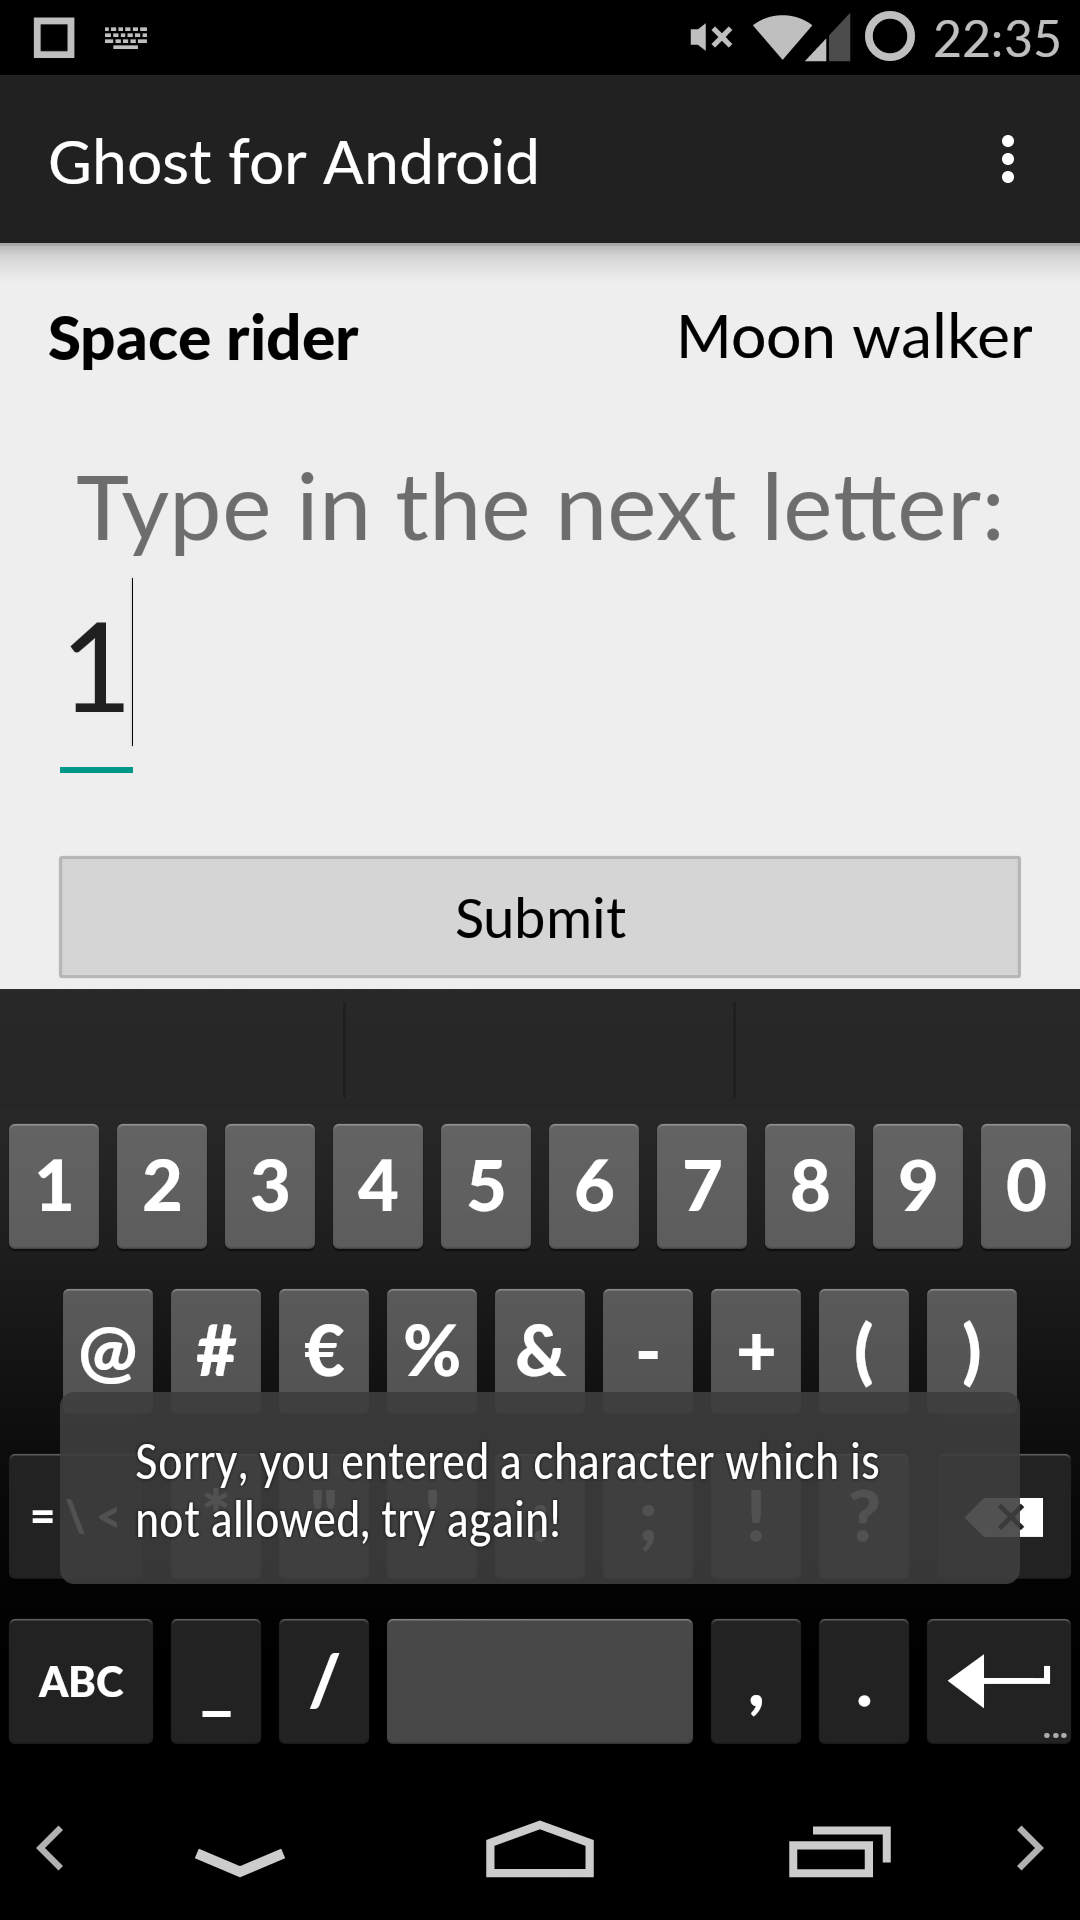 22:35
Ghost for Android
Space rider Moon walker
Type in the next letter:
1
Submit
1 2 3 4 5 6 7 8 9 0
@ # € % & - + ( )
Sorry, you entered a character which is
not allowed, try again!
= \ < * " ' : ; ! ?
ABC _ / , .